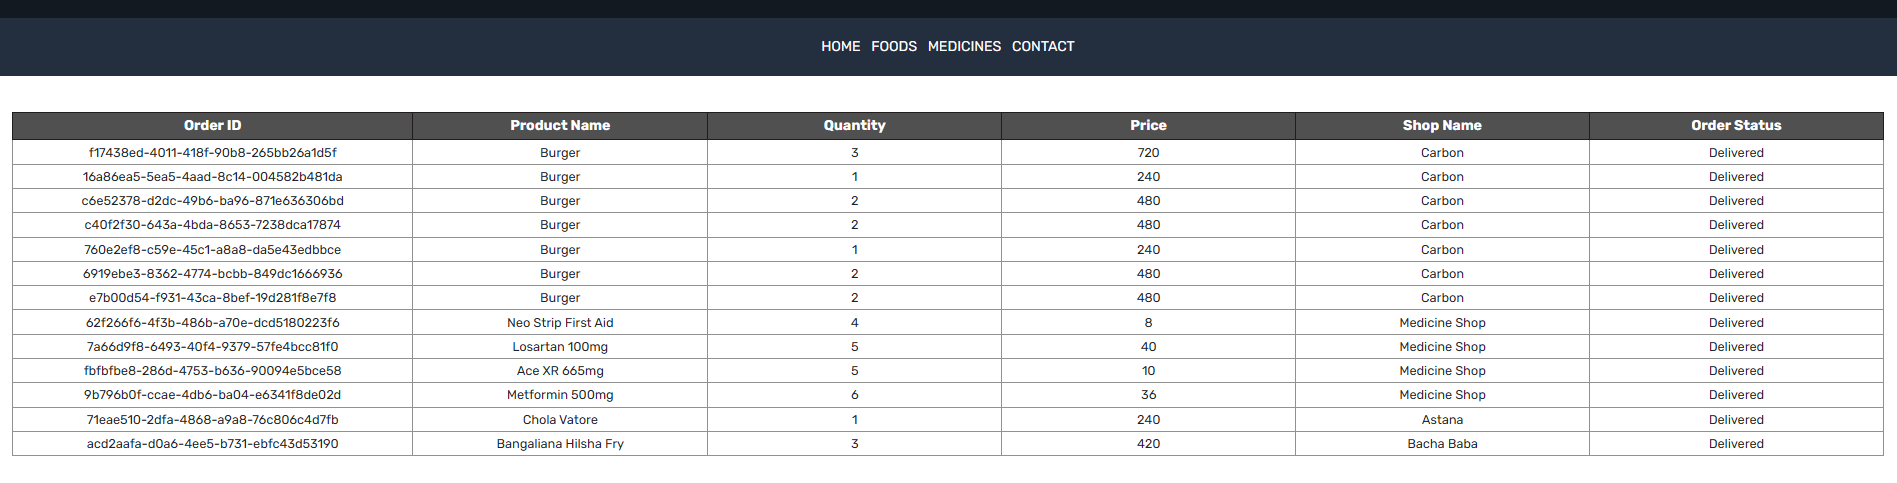 HOME FOODS MEDICINES CONTACT
Order ID Product Name Quantity Price Shop Name Order Status
f17438ed-4011-418f-90b8-265bb26a1d5f Burger 3 720 Carbon Delivered
16a86ea5-5ea5-4aad-8c14-004582b481da Burger 1 240 Carbon Delivered
c6e52378-d2dc-49b6-ba96-871e636306bd Burger 2 480 Carbon Delivered
c40f2f30-643a-4bda-8653-7238dca17874 Burger 2 480 Carbon Delivered
760e2ef8-c59e-45c1-a8a8-da5e43edbbce Burger 1 240 Carbon Delivered
6919ebe3-8362-4774-bcbb-849dc1666936 Burger 2 480 Carbon Delivered
e7b00d54-f931-43ca-8bef-19d281f8e7f8 Burger 2 480 Carbon Delivered
62f266f6-4f3b-486b-a70e-dcd5180223f6 Neo Strip First Aid 4 8 Medicine Shop Delivered
7a66d9f8-6493-40f4-9379-57fe4bcc81f0 Losartan 100mg 5 40 Medicine Shop Delivered
fbfbfbe8-286d-4753-b636-90094e5bce58 Ace XR 665mg 5 10 Medicine Shop Delivered
9b796b0f-ccae-4db6-ba04-e6341f8de02d Metformin 500mg 6 36 Medicine Shop Delivered
71eae510-2dfa-4868-a9a8-76c806c4d7fb Chola Vatore 1 240 Astana Delivered
acd2aafa-d0a6-4ee5-b731-ebfc43d53190 Bangaliana Hilsha Fry 3 420 Bacha Baba Delivered